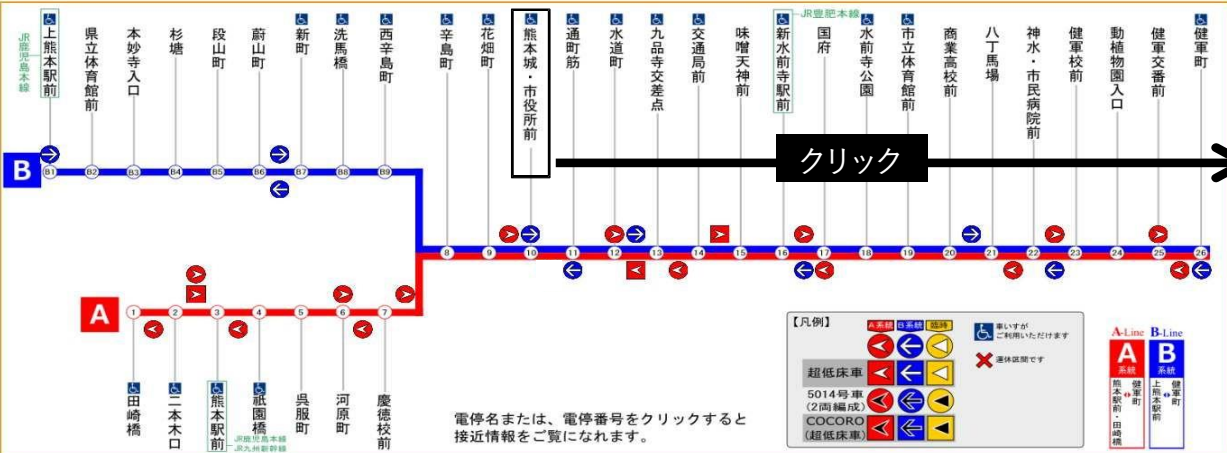 JR鹿児島本線
上熊本駅前
県立体育館前
本妙寺入口
杉塘
段山町
蔚山町
新町
洗馬橋
西辛島町
辛島町
花畑町
熊本城・市役所前
通町筋
水道町
九品寺交差点
交通局前
味噌天神前
新水前寺駅前
JR豊肥本線
国府
水前寺公園
市立体育館前
商業高校前
八丁馬場
神水・市民病院前
健軍校前
動植物園入口
健軍交番前
健軍町
クリック
B
B1 B2 B3 B4 B5 B6 B7 B8 B9
8 9 10 11 12 13 14 15 16 17 18 19 20 21 22 23 24 25 26
A
1 2 3 4 5 6 7
田崎橋
二本木口
熊本駅前
JR鹿児島本線
JR九州新幹線
祇園橋
呉服町
河原町
慶徳校前
電停名または、電停番号をクリックすると
接近情報をご覧になれます。
【凡例】
A系統 B系統 臨時
超低床車
5014号車
(2両編成)
COCORO
(超低床車)
車いすが
ご利用いただけます
運休区間です
A-Line B-Line
A
系統
健軍町
⇔
熊本駅前・田崎橋
B
系統
健軍町
⇔
上熊本駅前